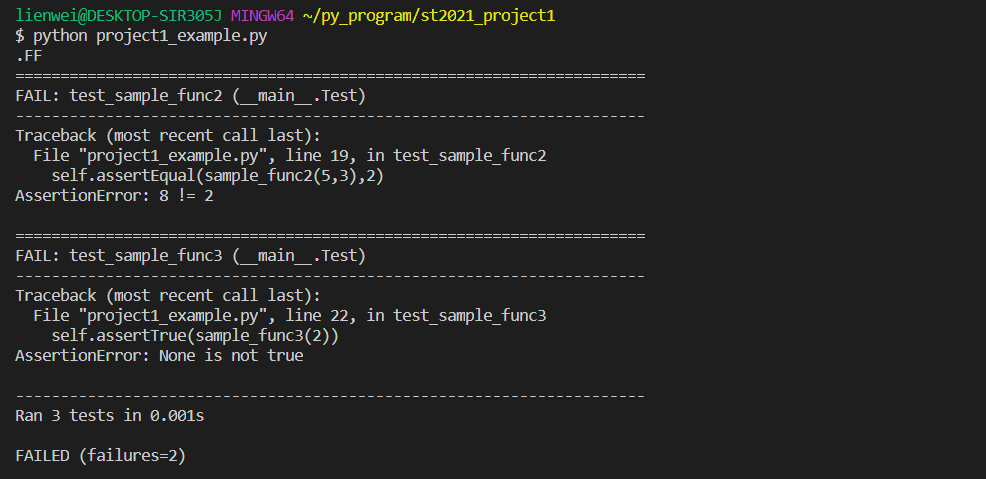 lienwei@DESKTOP-SIR305J MINGW64 ~/py_program/st2021_project1
$ python project1_example.py
.FF
======================================================================
FAIL: test_sample_func2 (__main__.Test)
----------------------------------------------------------------------
Traceback (most recent call last):
  File "project1_example.py", line 19, in test_sample_func2
    self.assertEqual(sample_func2(5,3),2)
AssertionError: 8 != 2

======================================================================
FAIL: test_sample_func3 (__main__.Test)
----------------------------------------------------------------------
Traceback (most recent call last):
  File "project1_example.py", line 22, in test_sample_func3
    self.assertTrue(sample_func3(2))
AssertionError: None is not true

----------------------------------------------------------------------
Ran 3 tests in 0.001s

FAILED (failures=2)